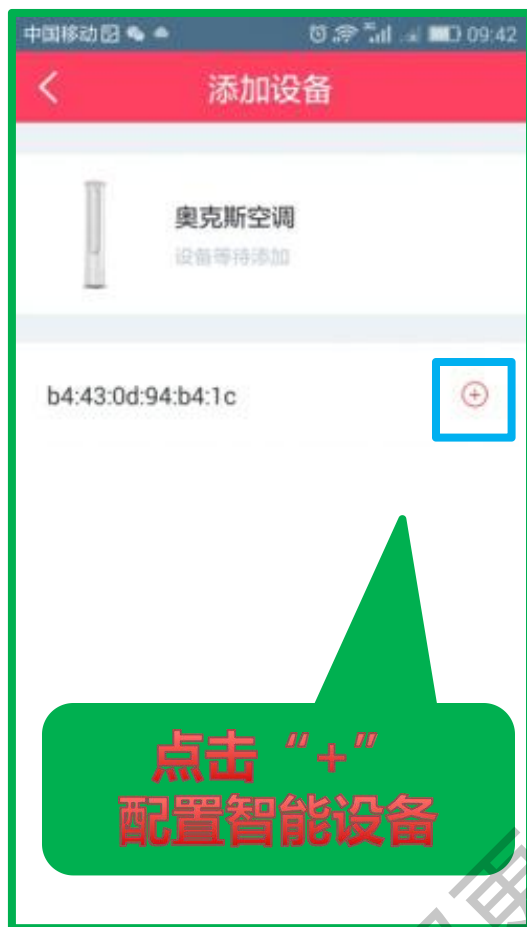 中国移动 09:42
添加设备
奥克斯空调
设备等待添加
b4:43:0d:94:b4:1c
点击“+”
配置智能设备